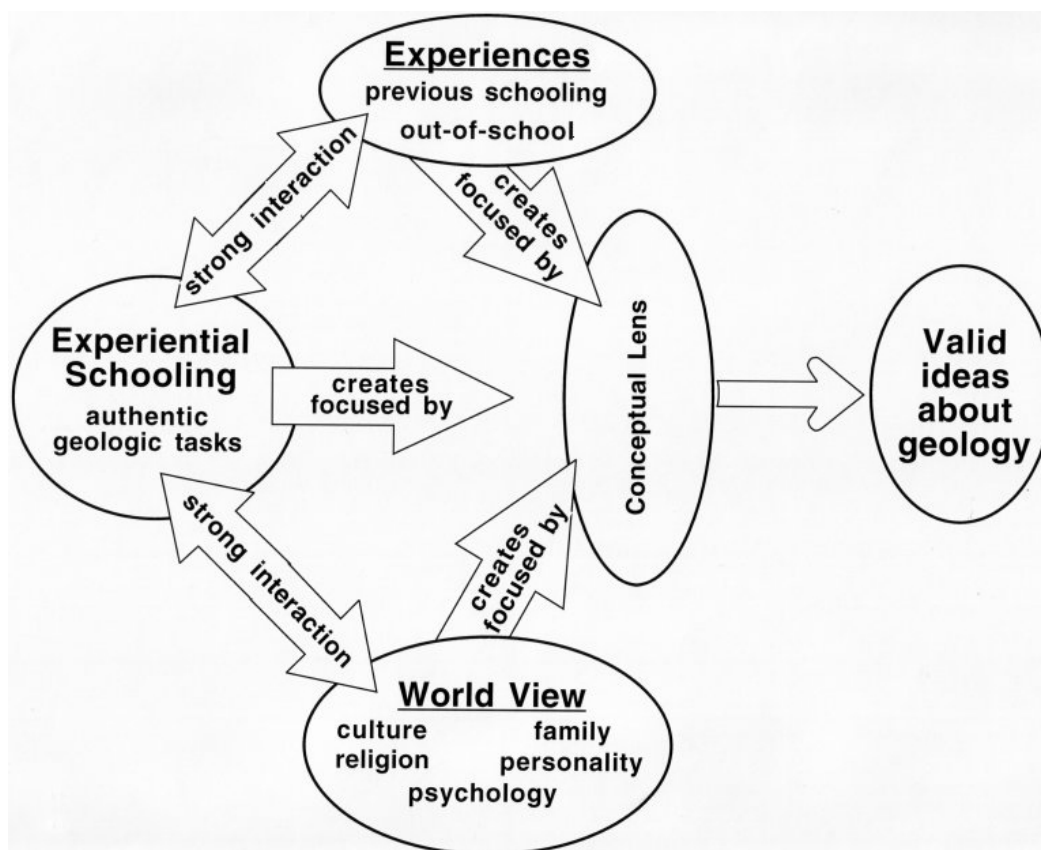 Experiences
previous schooling
out-of-school
strong interaction
creates
focused by
Experiential
Schooling
authentic
geologic tasks
creates
focused by
Conceptual Lens
Valid
ideas
about
geology
strong interaction
creates
focused by
World View
culture family
religion personality
psychology